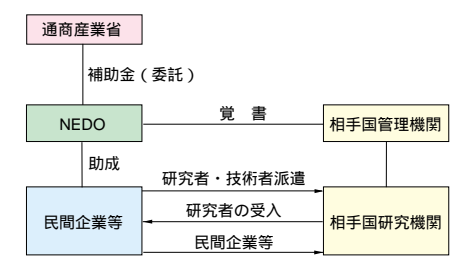 通商産業省
補助金（委託）
NEDO
覚　書
相手国管理機関
助成
研究者・技術者派遣
民間企業等
研究者の受入
相手国研究機関
民間企業等